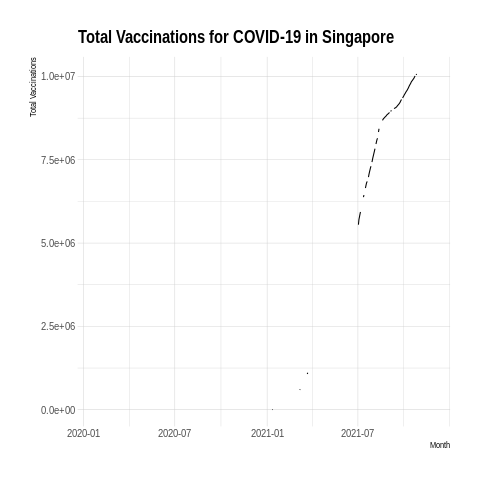 Total Vaccinations for COVID-19 in Singapore
Total Vaccinations
1.0e+07
7.5e+06
5.0e+06
2.5e+06
0.0e+00
2020-01 2020-07 2021-01 2021-07
Month